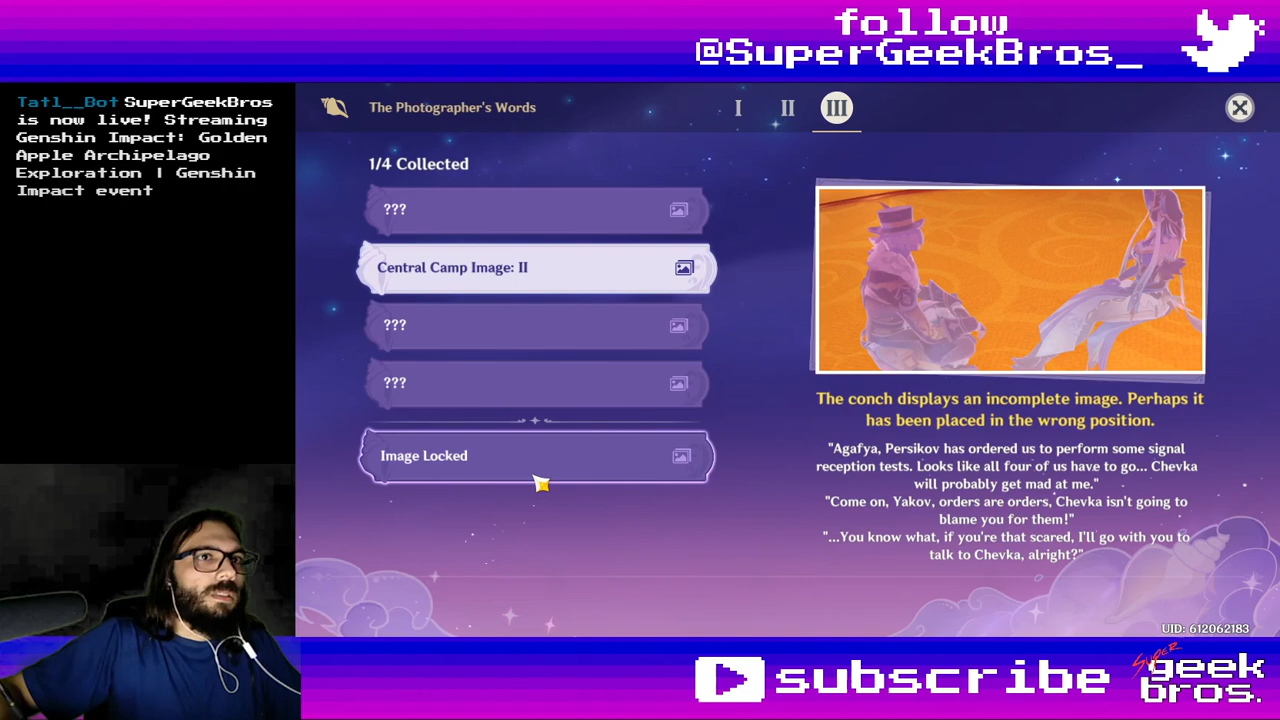 follow
@SuperGeekBros_
Tatl__Bot SuperGeekBros
is now live! Streaming
Genshin Impact: Golden
Apple Archipelago
Exploration | Genshin
Impact event
The Photographer's Words
I II III
1/4 Collected
???
Central Camp Image: II
???
???
Image Locked
The conch displays an incomplete image. Perhaps it
has been placed in the wrong position.
"Agafya, Persikov has ordered us to perform some signal
reception tests. Looks like all four of us have to go... Chevka
will probably get mad at me."
"Come on, Yakov, orders are orders, Chevka isn't going to
blame you for them!"
"...You know what, if you're that scared, I'll go with you to
talk to Chevka, alright?"
UID: 612062183
subscribe
Super
geek
bros.